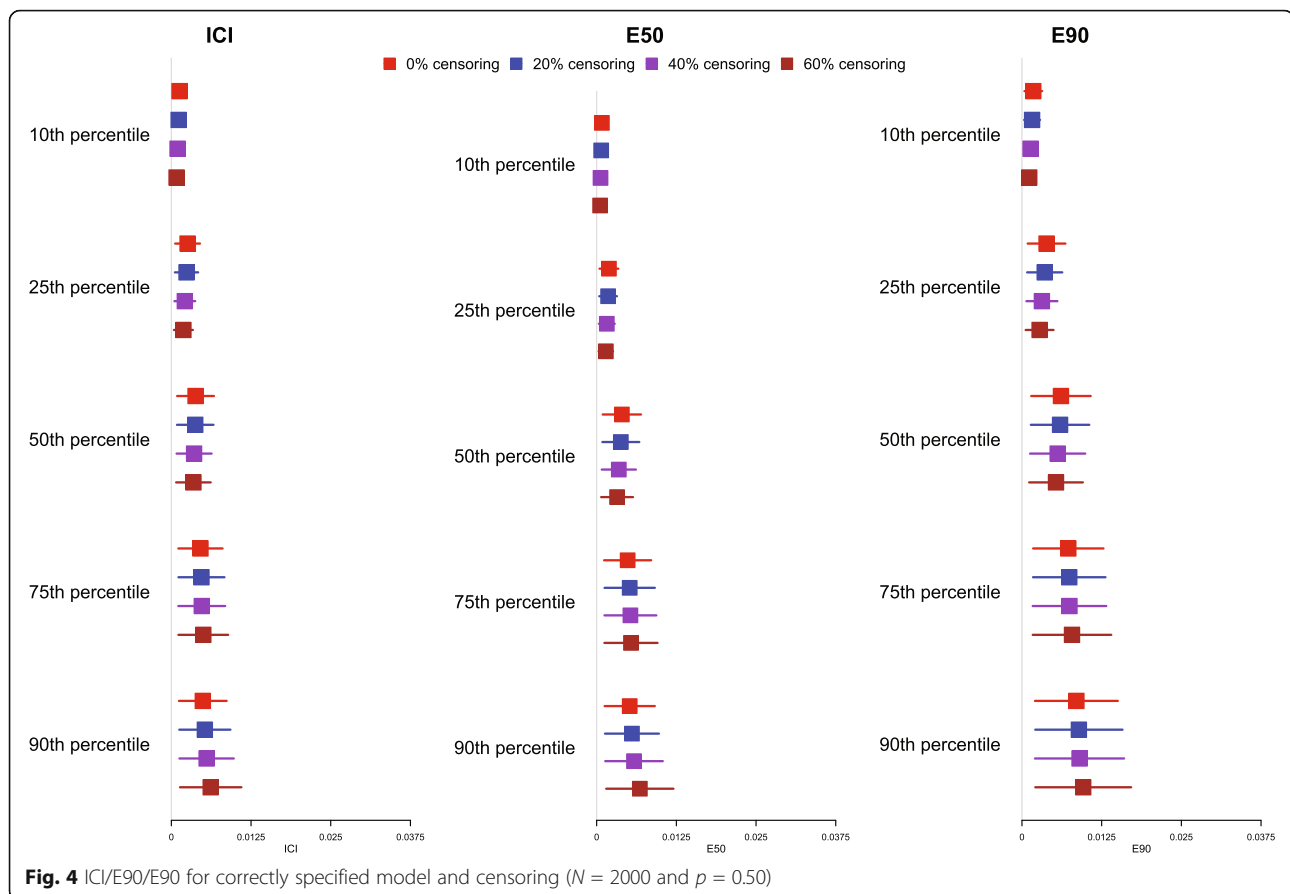 ICI E50 E90
0% censoring 20% censoring 40% censoring 60% censoring
10th percentile
25th percentile
50th percentile
75th percentile
90th percentile
0 0.0125 0.025 0.0375
ICI
10th percentile
25th percentile
50th percentile
75th percentile
90th percentile
0 0.0125 0.025 0.0375
E50
10th percentile
25th percentile
50th percentile
75th percentile
90th percentile
0 0.0125 0.025 0.0375
E90
Fig. 4 ICI/E90/E90 for correctly specified model and censoring (N = 2000 and p = 0.50)